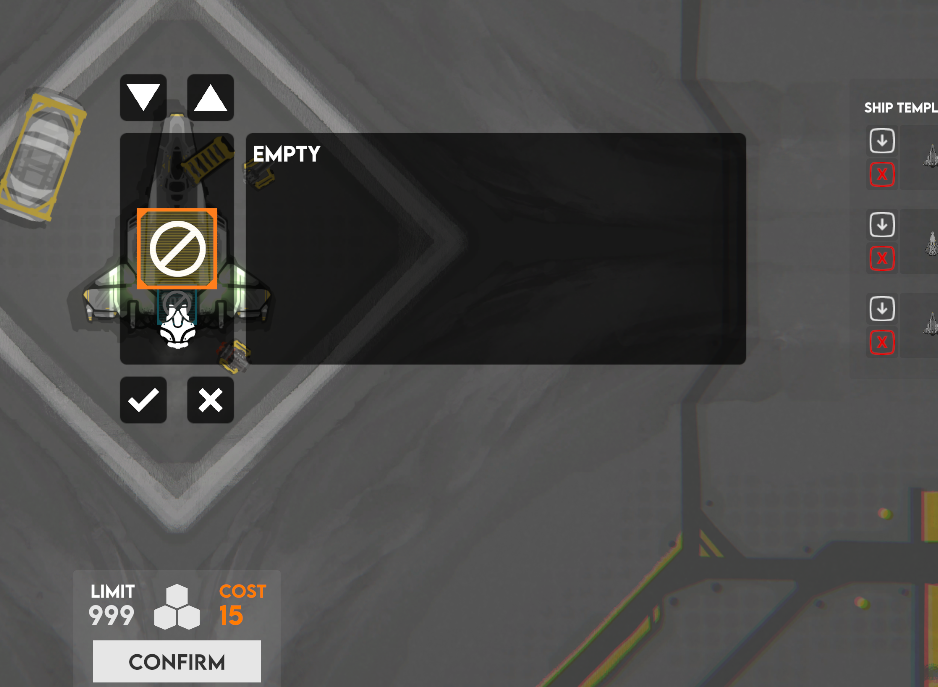 EMPTY
SHIP TEMPL
X
X
X
LIMIT
999
COST
15
CONFIRM